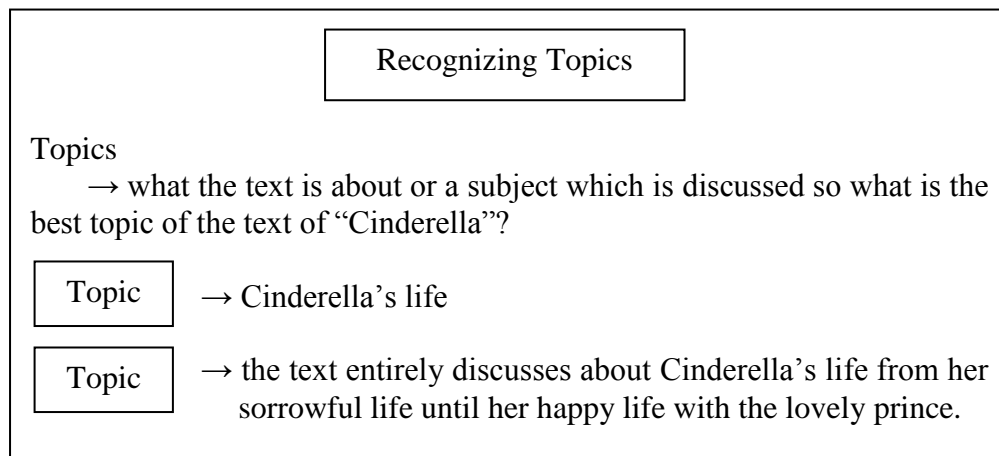 Recognizing Topics
Topics
→ what the text is about or a subject which is discussed so what is the
best topic of the text of “Cinderella”?
Topic → Cinderella’s life
Topic → the text entirely discusses about Cinderella’s life from her
sorrowful life until her happy life with the lovely prince.